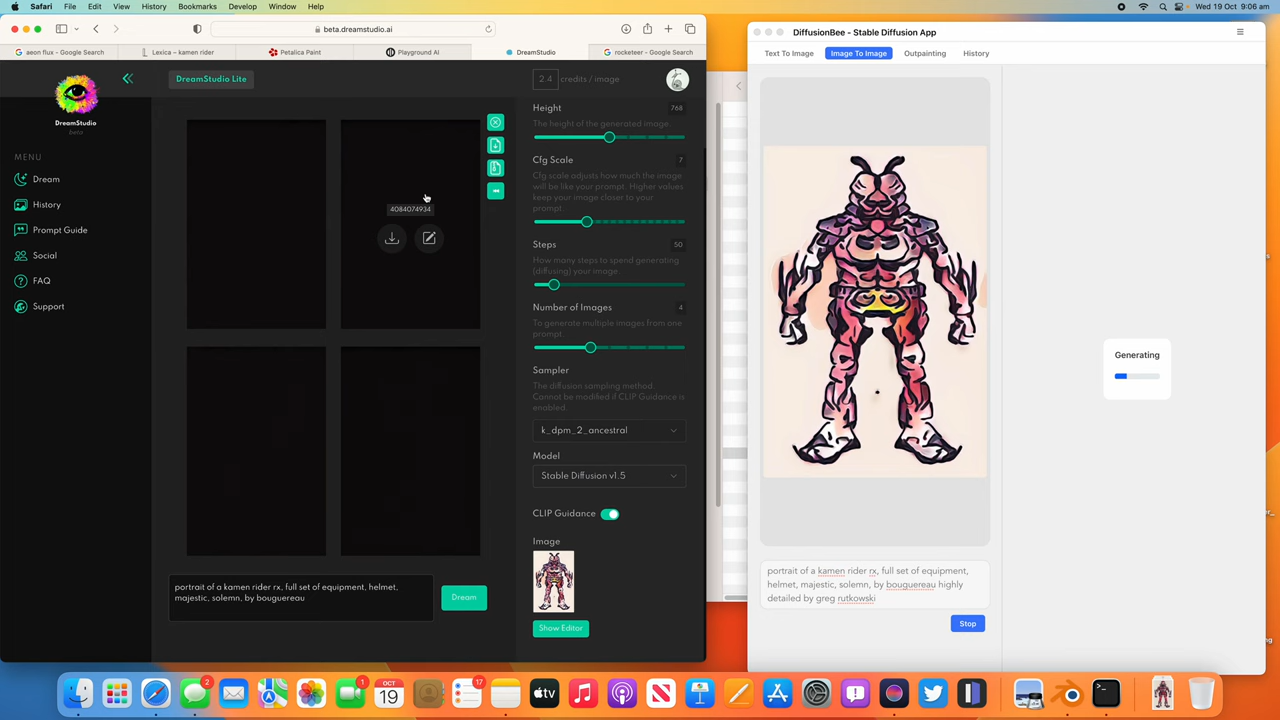 Safari File Edit View History Bookmarks Develop Window Help
Wed 19 Oct 9:06 am
beta.dreamstudio.ai
aeon flux - Google Search
Lexica – kamen rider
Petalica Paint
Playground AI
DreamStudio
rocketeer - Google Search
DreamStudio
beta
MENU
Dream
History
Prompt Guide
Social
FAQ
Support
DreamStudio Lite
2.4 credits / image
4084074934
portrait of a kamen rider rx, full set of equipment, helmet,
majestic, solemn, by bouguereau
Dream
Height 768
The height of the generated image.
Cfg Scale 7
Cfg scale adjusts how much the
image will be like your prompt. Higher values
keep your image closer to your
prompt.
Steps 50
How many steps to spend generating
(diffusing) your image.
Number of Images 4
To generate multiple images from one
prompt.
Sampler
The diffusion sampling method.
Cannot be modified if CLIP Guidance is
enabled.
k_dpm_2_ancestral
Model
Stable Diffusion v1.5
CLIP Guidance
Image
Show Editor
DiffusionBee - Stable Diffusion App
Text To Image
Image To Image
Outpainting
History
Generating
portrait of a kamen rider rx, full set of equipment,
helmet, majestic, solemn, by bouguereau highly
detailed by greg rutkowski
Stop
2
1
OCT
19
17
tv